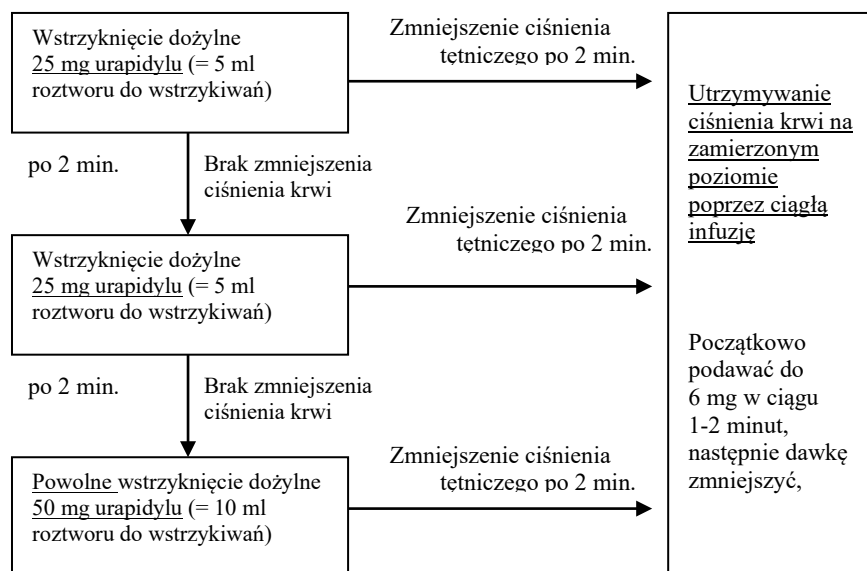 Wstrzyknięcie dożylne
25 mg urapidylu (= 5 ml
roztworu do wstrzykiwań)
Zmniejszenie ciśnienia
tętniczego po 2 min.
po 2 min.
Brak zmniejszenia
ciśnienia krwi
Wstrzyknięcie dożylne
25 mg urapidylu (= 5 ml
roztworu do wstrzykiwań)
Zmniejszenie ciśnienia
tętniczego po 2 min.
po 2 min.
Brak zmniejszenia
ciśnienia krwi
Powolne wstrzyknięcie dożylne
50 mg urapidylu (= 10 ml
roztworu do wstrzykiwań)
Zmniejszenie ciśnienia
tętniczego po 2 min.
Utrzymywanie
ciśnienia krwi na
zamierzonym
poziomie
poprzez ciągłą
infuzję
Początkowo
podawać do
6 mg w ciągu
1-2 minut,
następnie dawkę
zmniejszyć,